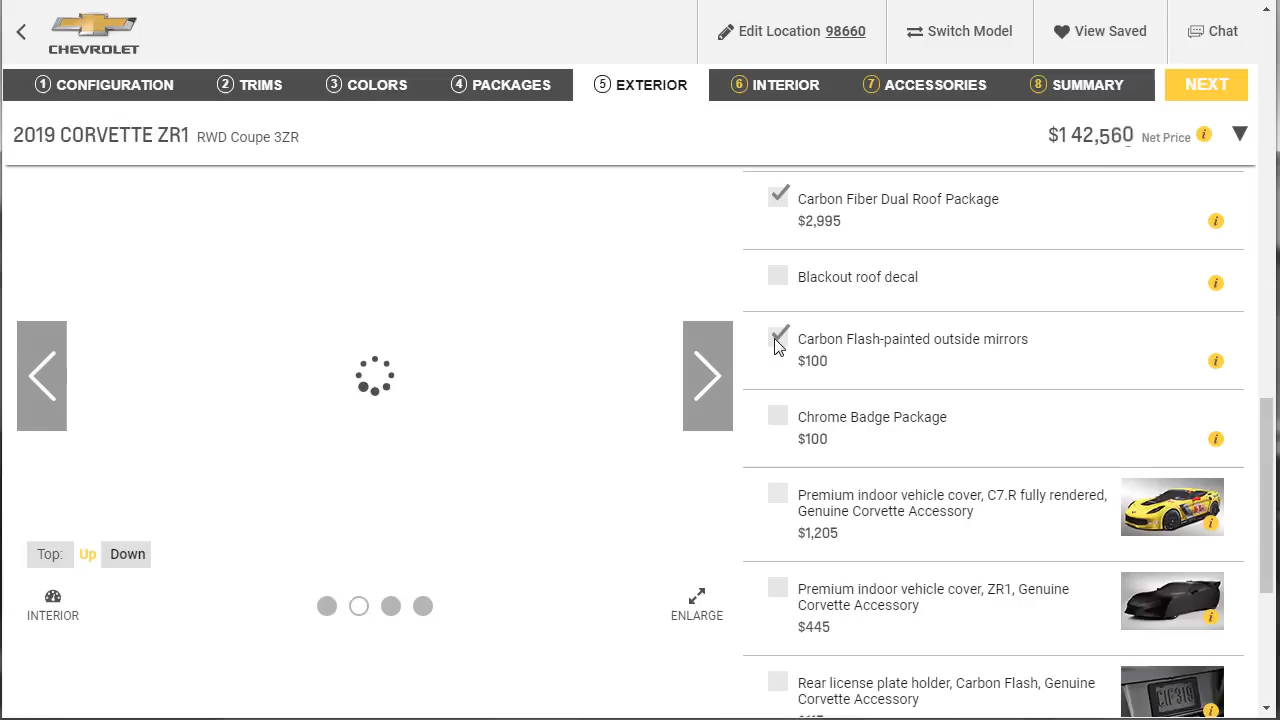 CHEVROLET
Edit Location 98660
Switch Model
View Saved
Chat
1 CONFIGURATION
2 TRIMS
3 COLORS
4 PACKAGES
5 EXTERIOR
6 INTERIOR
7 ACCESSORIES
8 SUMMARY
NEXT
2019 CORVETTE ZR1 RWD Coupe 3ZR
$142,560 Net Price i
Carbon Fiber Dual Roof Package
$2,995
i
Blackout roof decal
i
Carbon Flash-painted outside mirrors
$100
i
Chrome Badge Package
$100
i
Premium indoor vehicle cover, C7.R fully rendered,
Genuine Corvette Accessory
$1,205
i
Premium indoor vehicle cover, ZR1, Genuine
Corvette Accessory
$445
i
Rear license plate holder, Carbon Flash, Genuine
Corvette Accessory
i
Top: Up Down
INTERIOR
ENLARGE